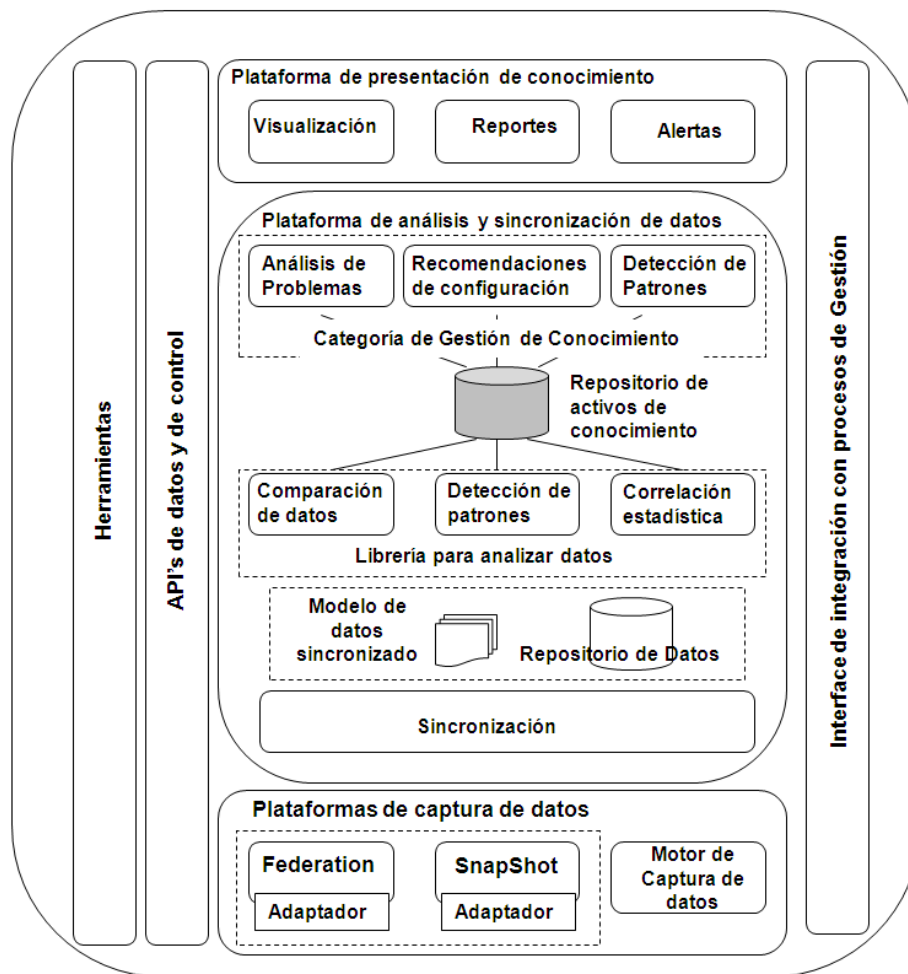 Herramientas
API's de datos y de control
Plataforma de presentación de conocimiento
Visualización
Reportes
Alertas
Plataforma de análisis y sincronización de datos
Análisis de
Problemas
Recomendaciones
de configuración
Detección de
Patrones
Categoría de Gestión de Conocimiento
Repositorio de
activos de
conocimiento
Comparación
de datos
Detección de
patrones
Correlación
estadística
Librería para analizar datos
Modelo de
datos
sincronizado
Repositorio de Datos
Sincronización
Plataformas de captura de datos
Federation
Adaptador
SnapShot
Adaptador
Motor de
Captura de
datos
Interface de integración con procesos de Gestión